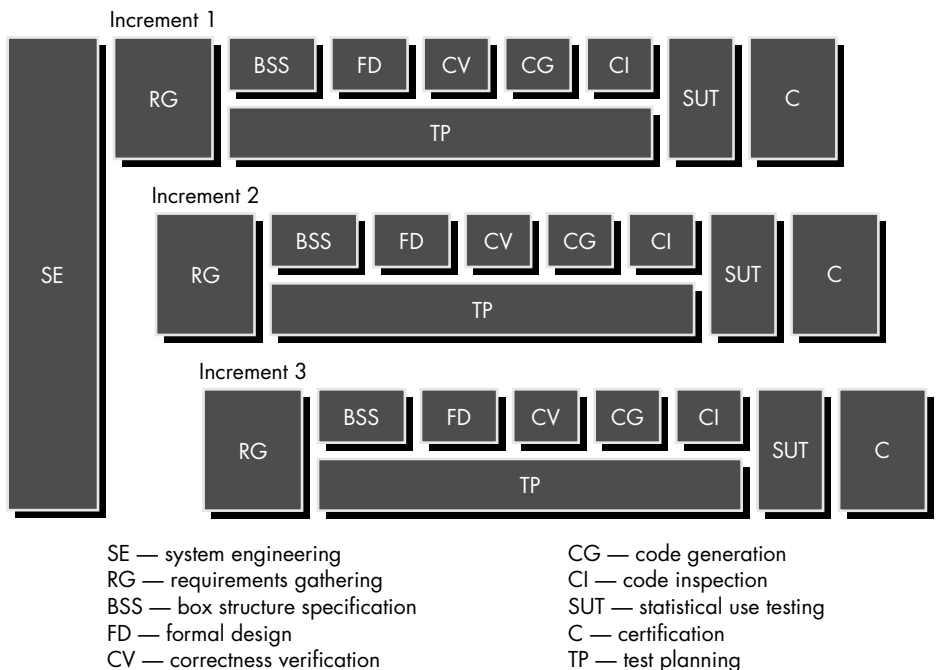 Increment 1
SE
RG
BSS FD CV CG CI
TP
SUT
C
Increment 2
RG
BSS FD CV CG CI
TP
SUT
C
Increment 3
RG
BSS FD CV CG CI
TP
SUT
C
SE — system engineering
RG — requirements gathering
BSS — box structure specification
FD — formal design
CV — correctness verification
CG — code generation
CI — code inspection
SUT — statistical use testing
C — certification
TP — test planning